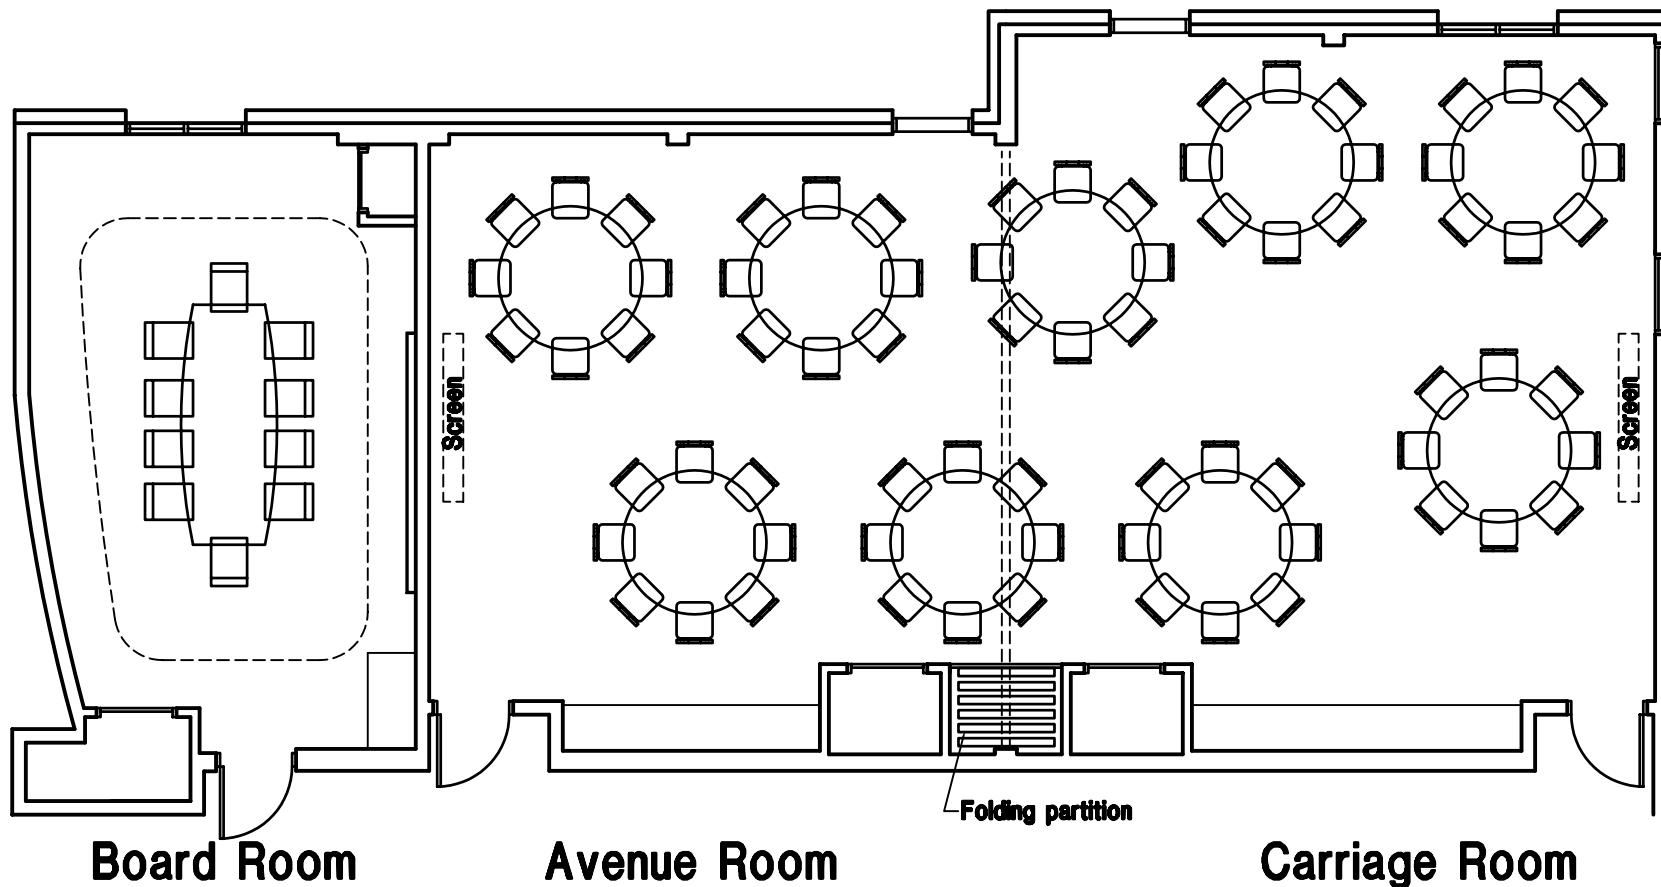 Screen
Screen
Folding partition
Board Room
Avenue Room
Carriage Room